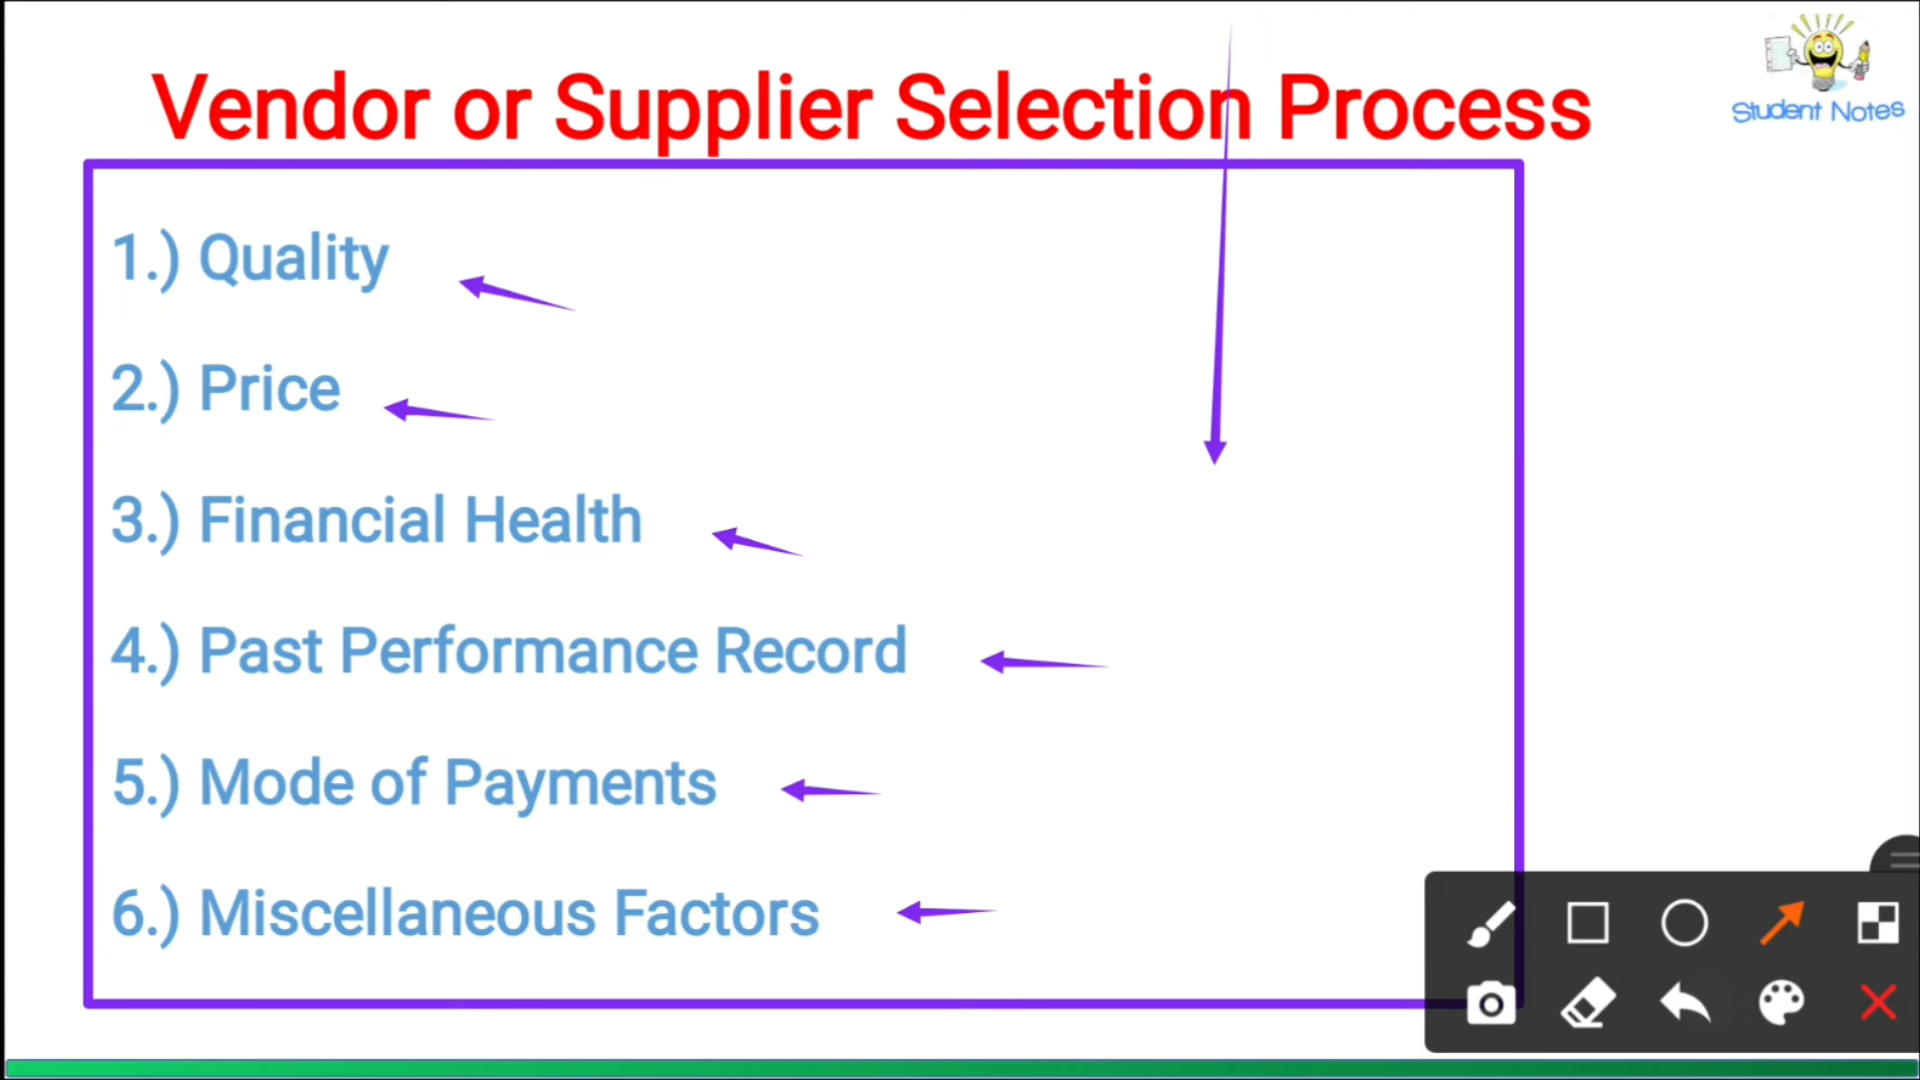 Vendor or Supplier Selection Process
Student Notes
1.) Quality
2.) Price
3.) Financial Health
4.) Past Performance Record
5.) Mode of Payments
6.) Miscellaneous Factors